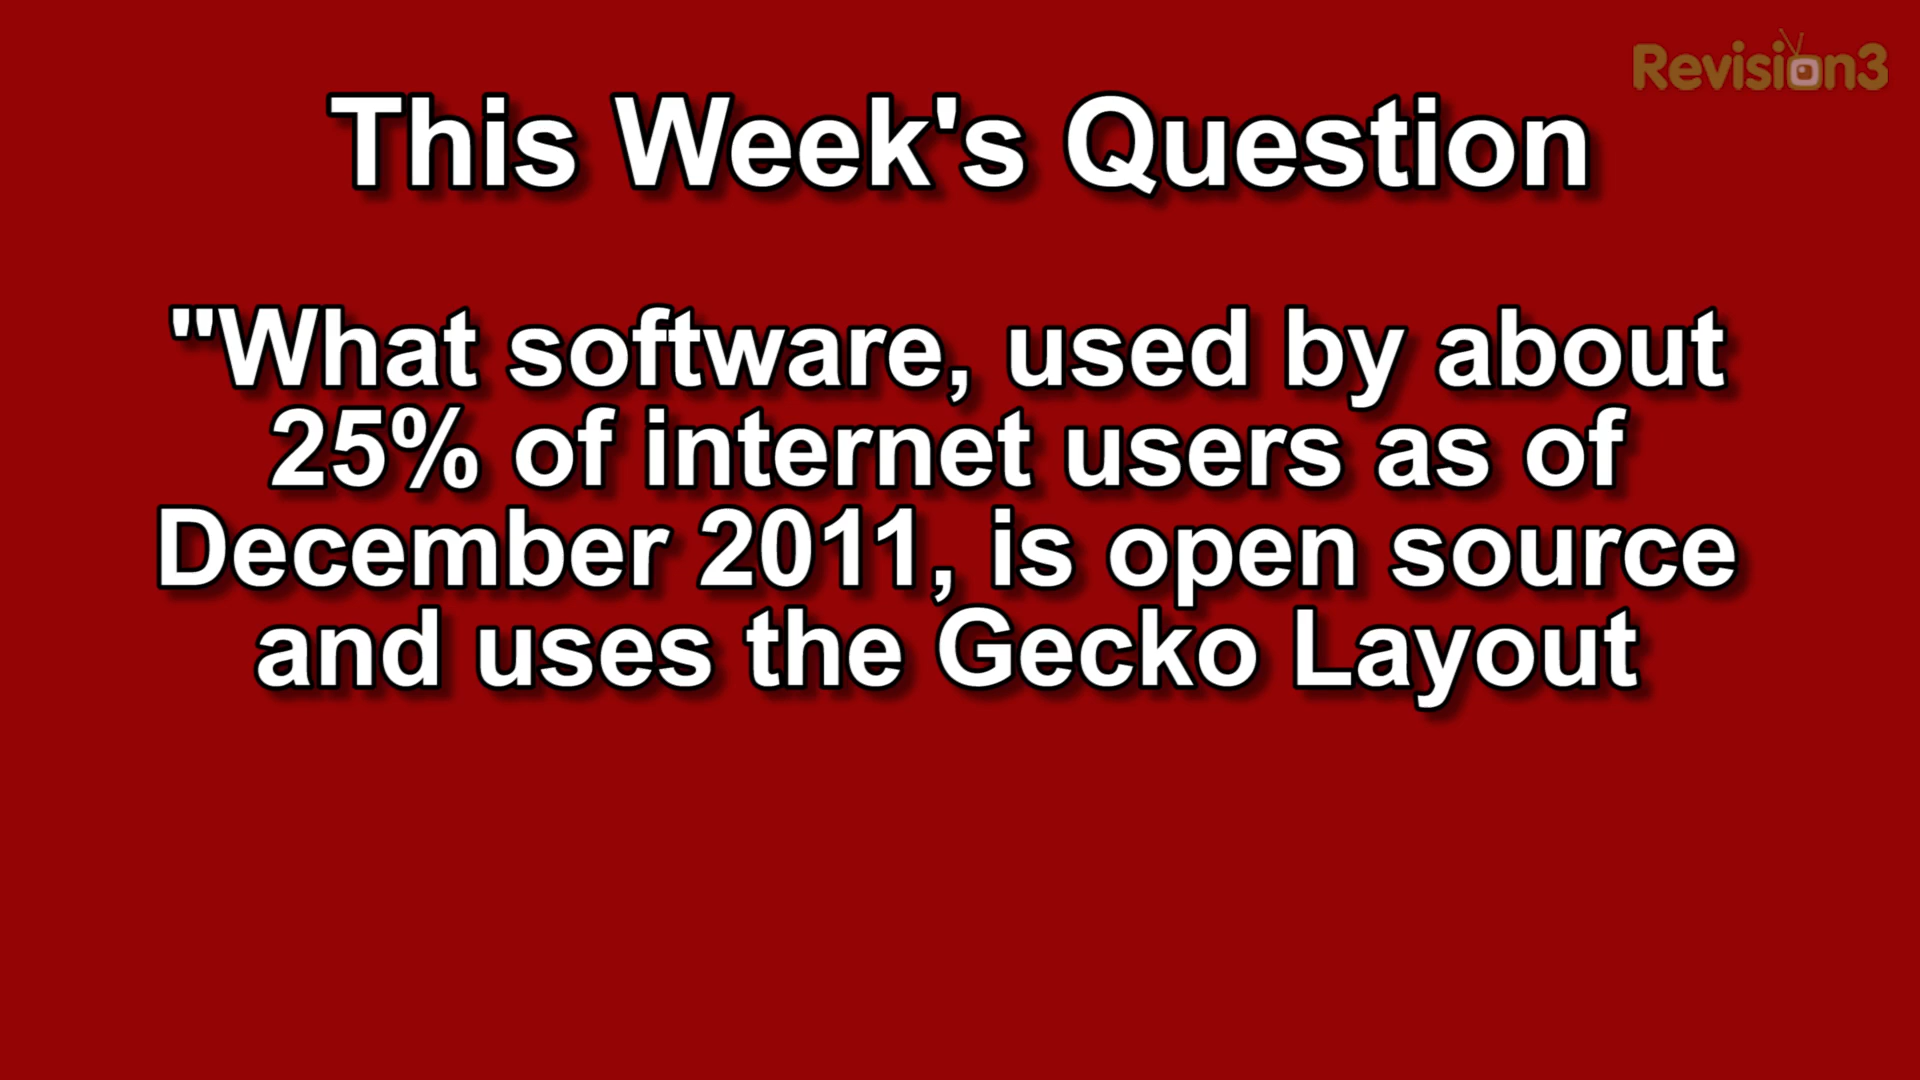 Revision3
This Week's Question
"What software, used by about
25% of internet users as of
December 2011, is open source
and uses the Gecko Layout